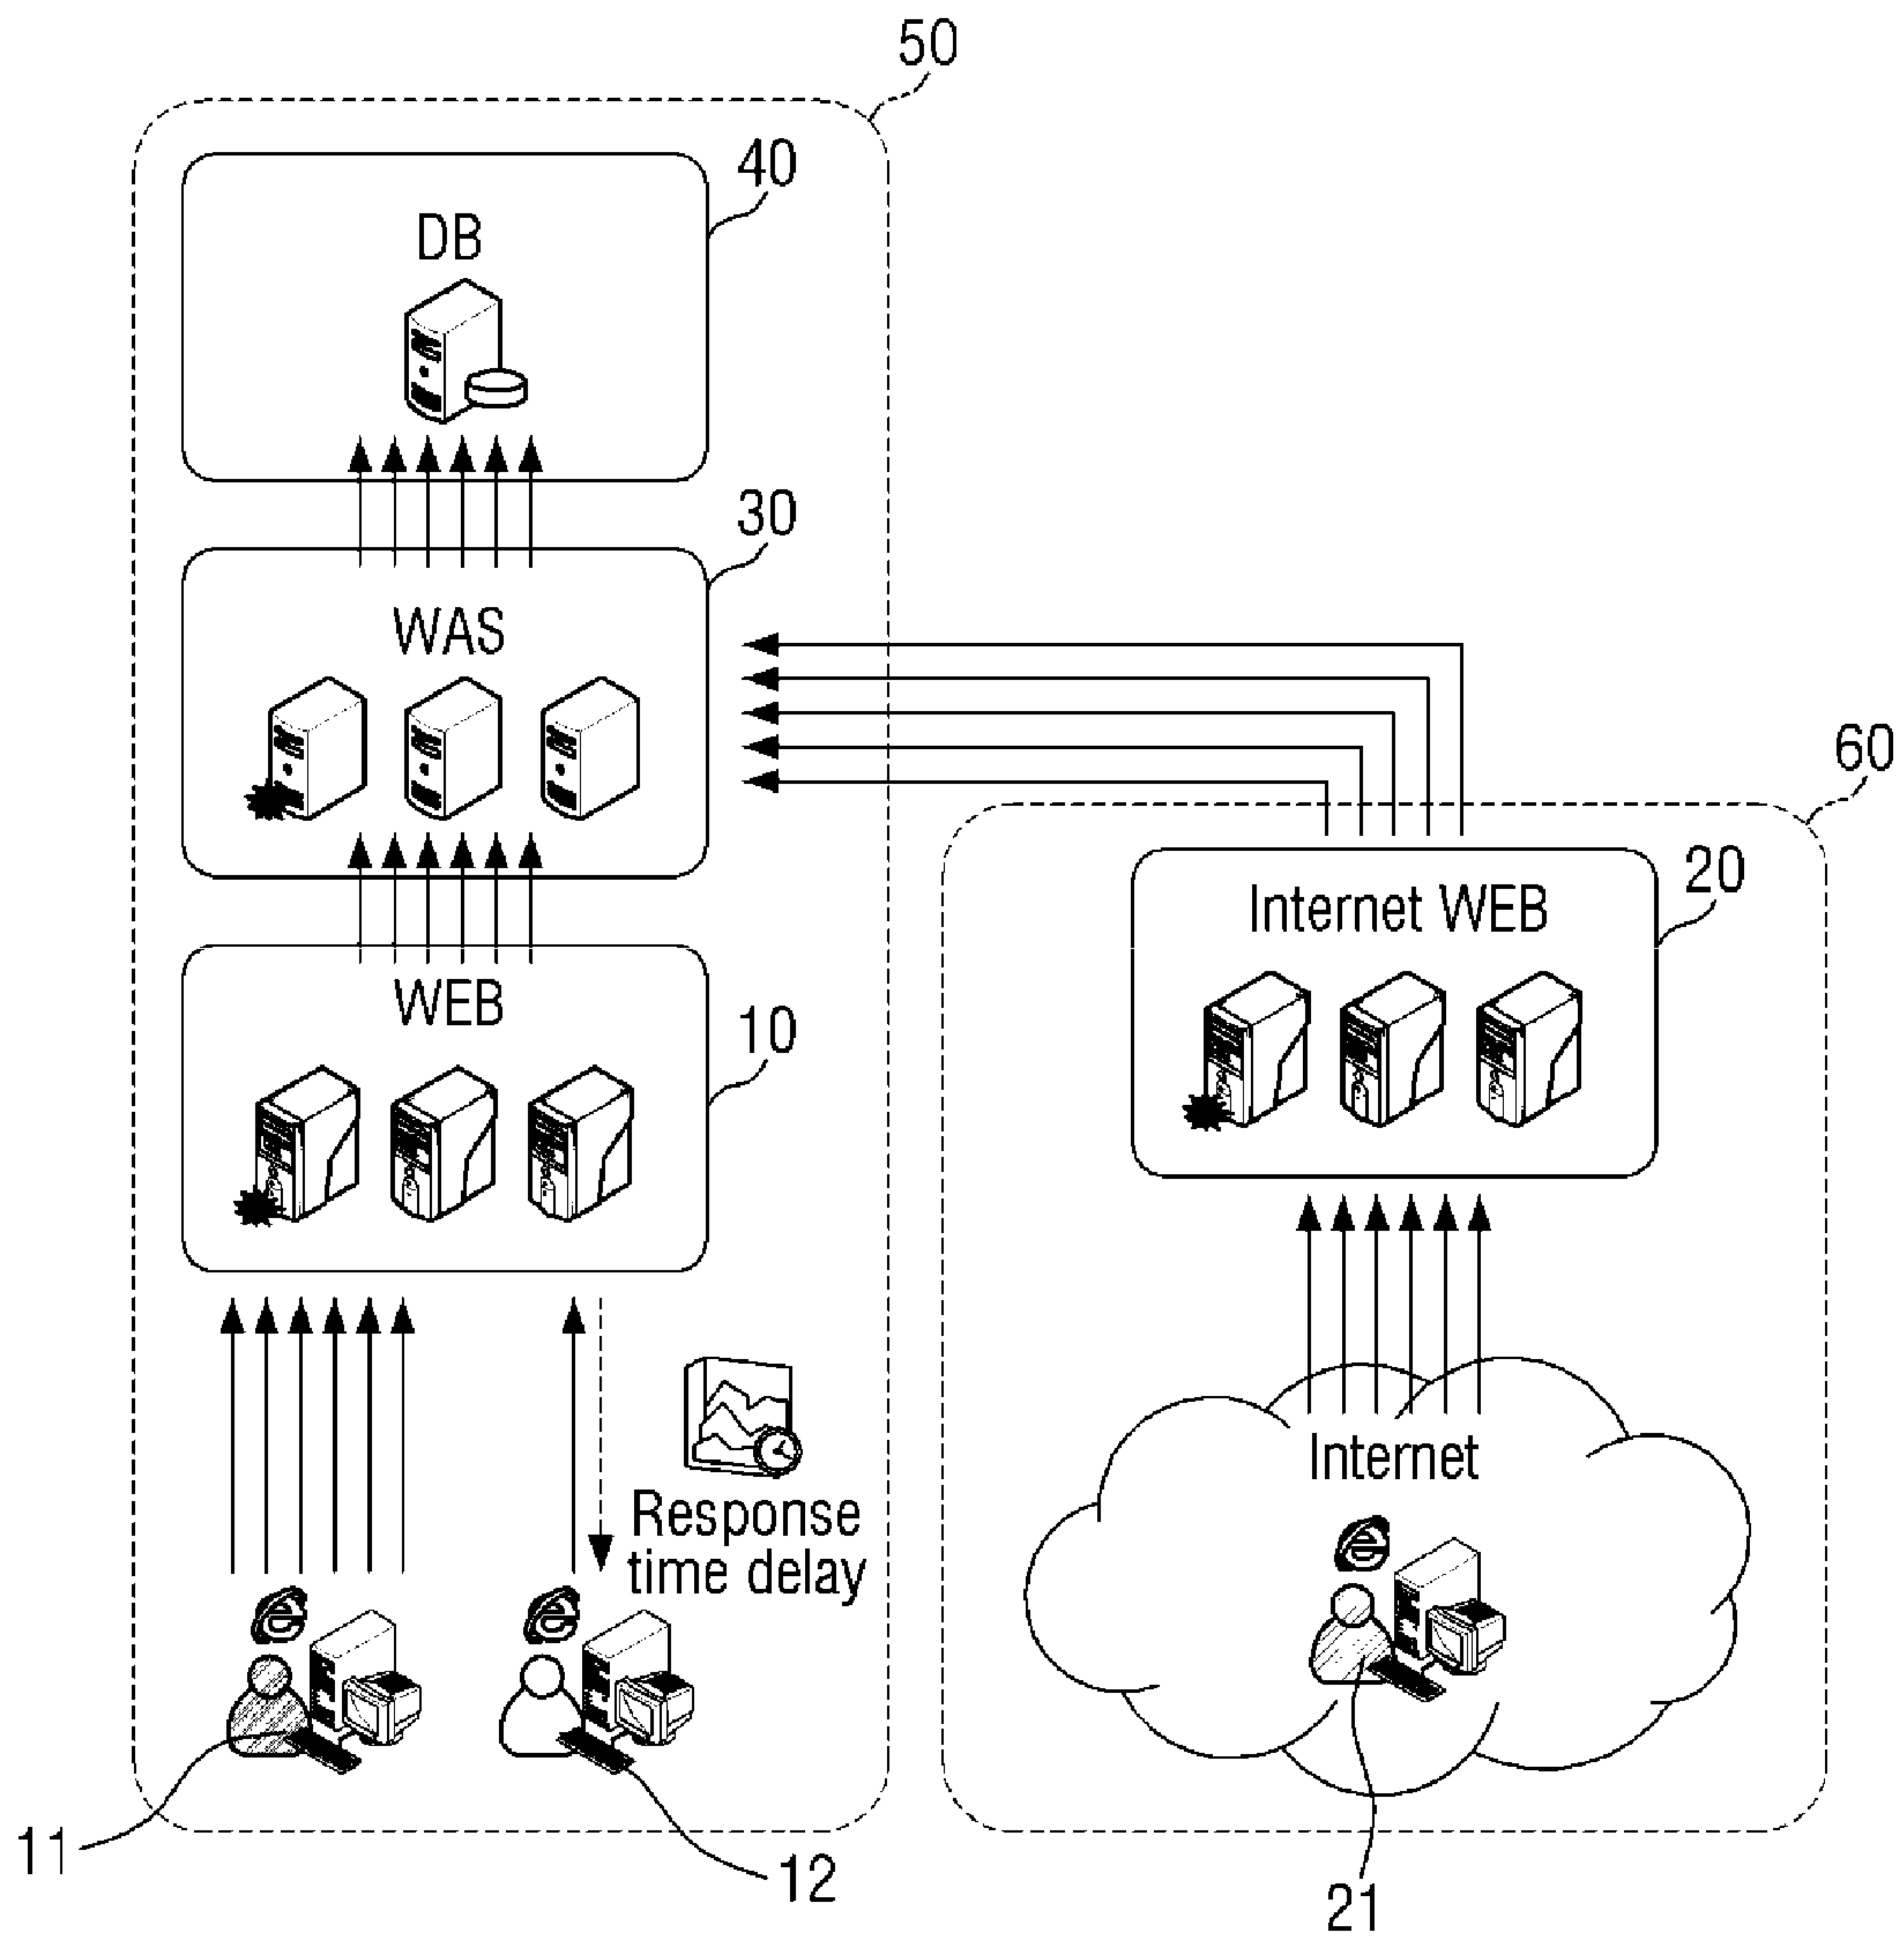 50
40
DB
30
WAS
60
20
Internet WEB
WEB
10
Internet
Response
time delay
11
12
21